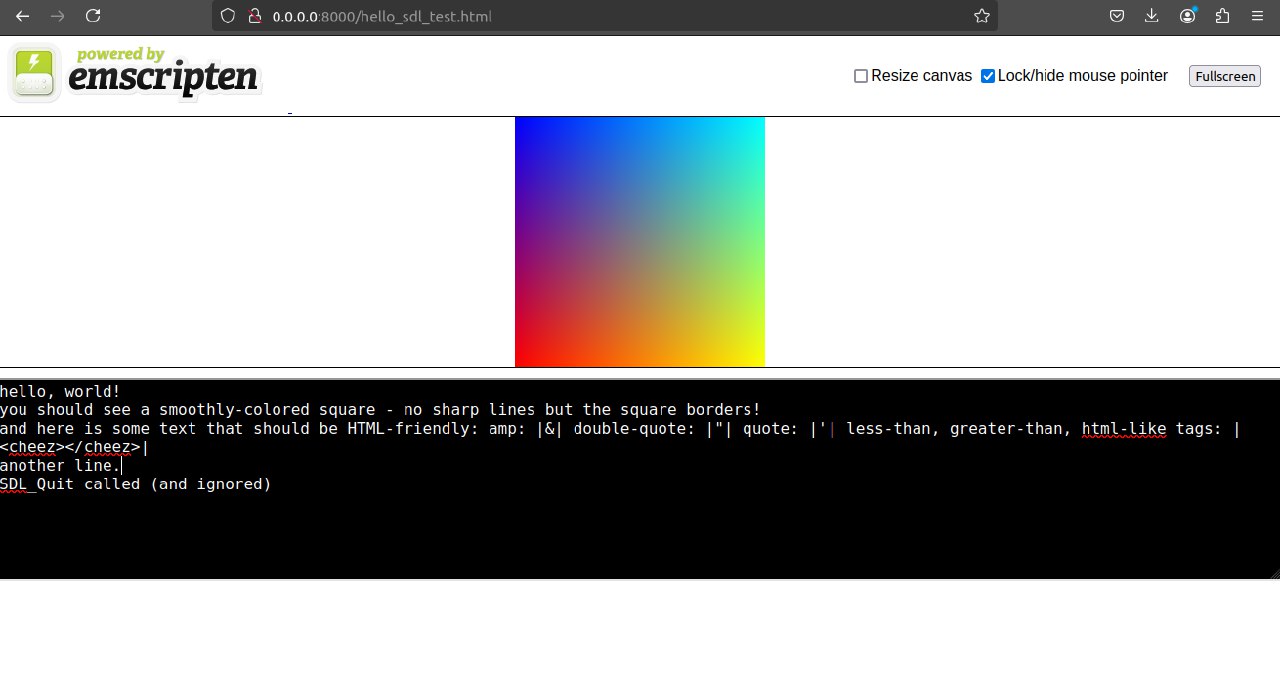 0.0.0.0:8000/hello_sdl_test.html
powered by
emscripten
Resize canvas Lock/hide mouse pointer Fullscreen
hello, world!
you should see a smoothly-colored square - no sharp lines but the square borders!
and here is some text that should be HTML-friendly: amp: |&| double-quote: |"| quote: |'| less-than, greater-than, html-like tags: |
<cheez></cheez>|
another line.
SDL_Quit called (and ignored)